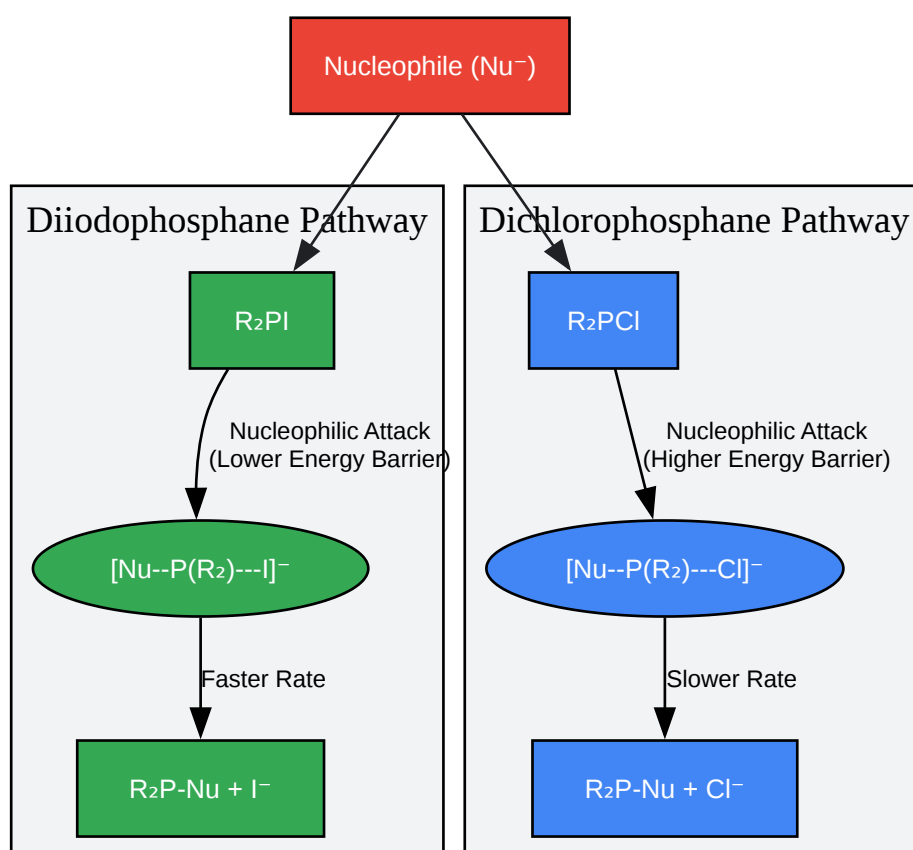 Nucleophile (Nu⁻)
Diiodophosphane Pathway
Dichlorophosphane Pathway
R₂PI
R₂PCl
Nucleophilic Attack
(Lower Energy Barrier)
Nucleophilic Attack
(Higher Energy Barrier)
[Nu--P(R₂)---I]⁻
[Nu--P(R₂)---Cl]⁻
Faster Rate
Slower Rate
R₂P-Nu + I⁻
R₂P-Nu + Cl⁻